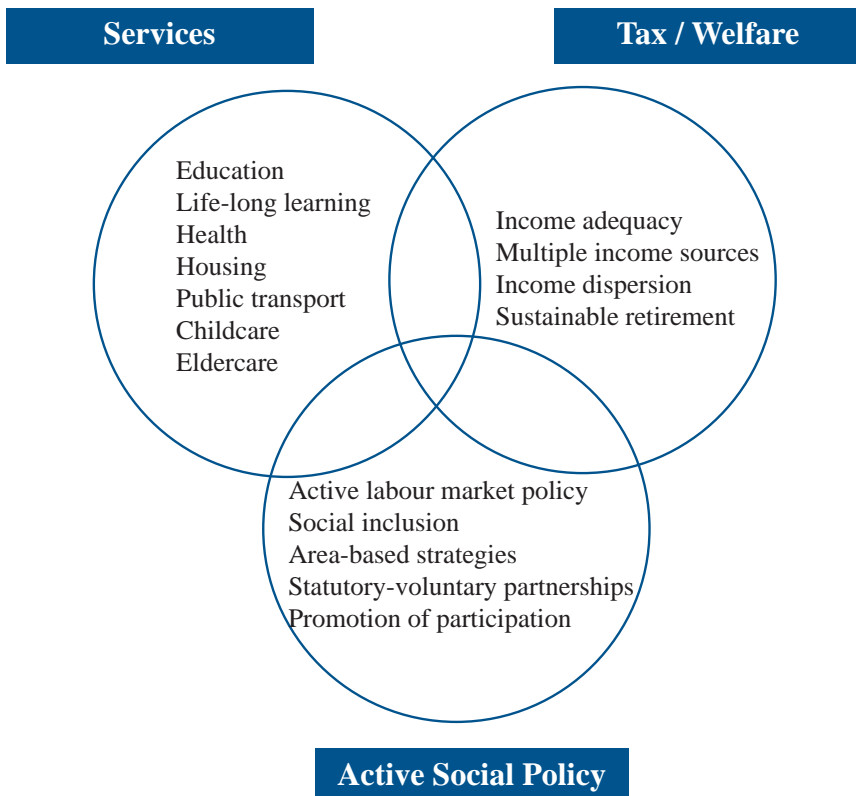 Services
Tax / Welfare
Education
Life-long learning
Health
Housing
Public transport
Childcare
Eldercare
Income adequacy
Multiple income sources
Income dispersion
Sustainable retirement
Active labour market policy
Social inclusion
Area-based strategies
Statutory-voluntary partnerships
Promotion of participation
Active Social Policy